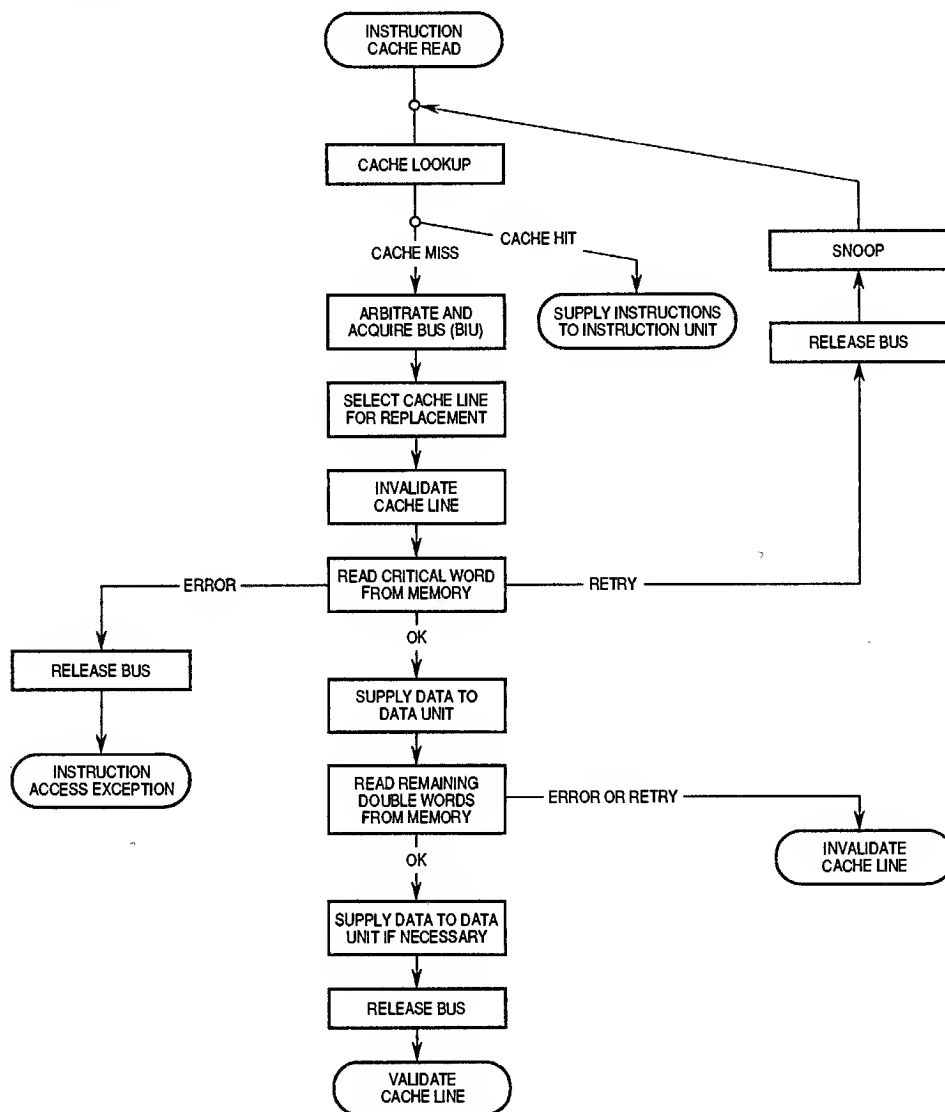 INSTRUCTION
CACHE READ
CACHE LOOKUP
CACHE HIT
CACHE MISS
SNOOP
ARBITRATE AND
ACQUIRE BUS (BIU)
SUPPLY INSTRUCTIONS
TO INSTRUCTION UNIT
RELEASE BUS
SELECT CACHE LINE
FOR REPLACEMENT
INVALIDATE
CACHE LINE
ERROR
READ CRITICAL WORD
FROM MEMORY
RETRY
OK
RELEASE BUS
SUPPLY DATA TO
DATA UNIT
INSTRUCTION
ACCESS EXCEPTION
READ REMAINING
DOUBLE WORDS
FROM MEMORY
ERROR OR RETRY
INVALIDATE
CACHE LINE
OK
SUPPLY DATA TO DATA
UNIT IF NECESSARY
RELEASE BUS
VALIDATE
CACHE LINE